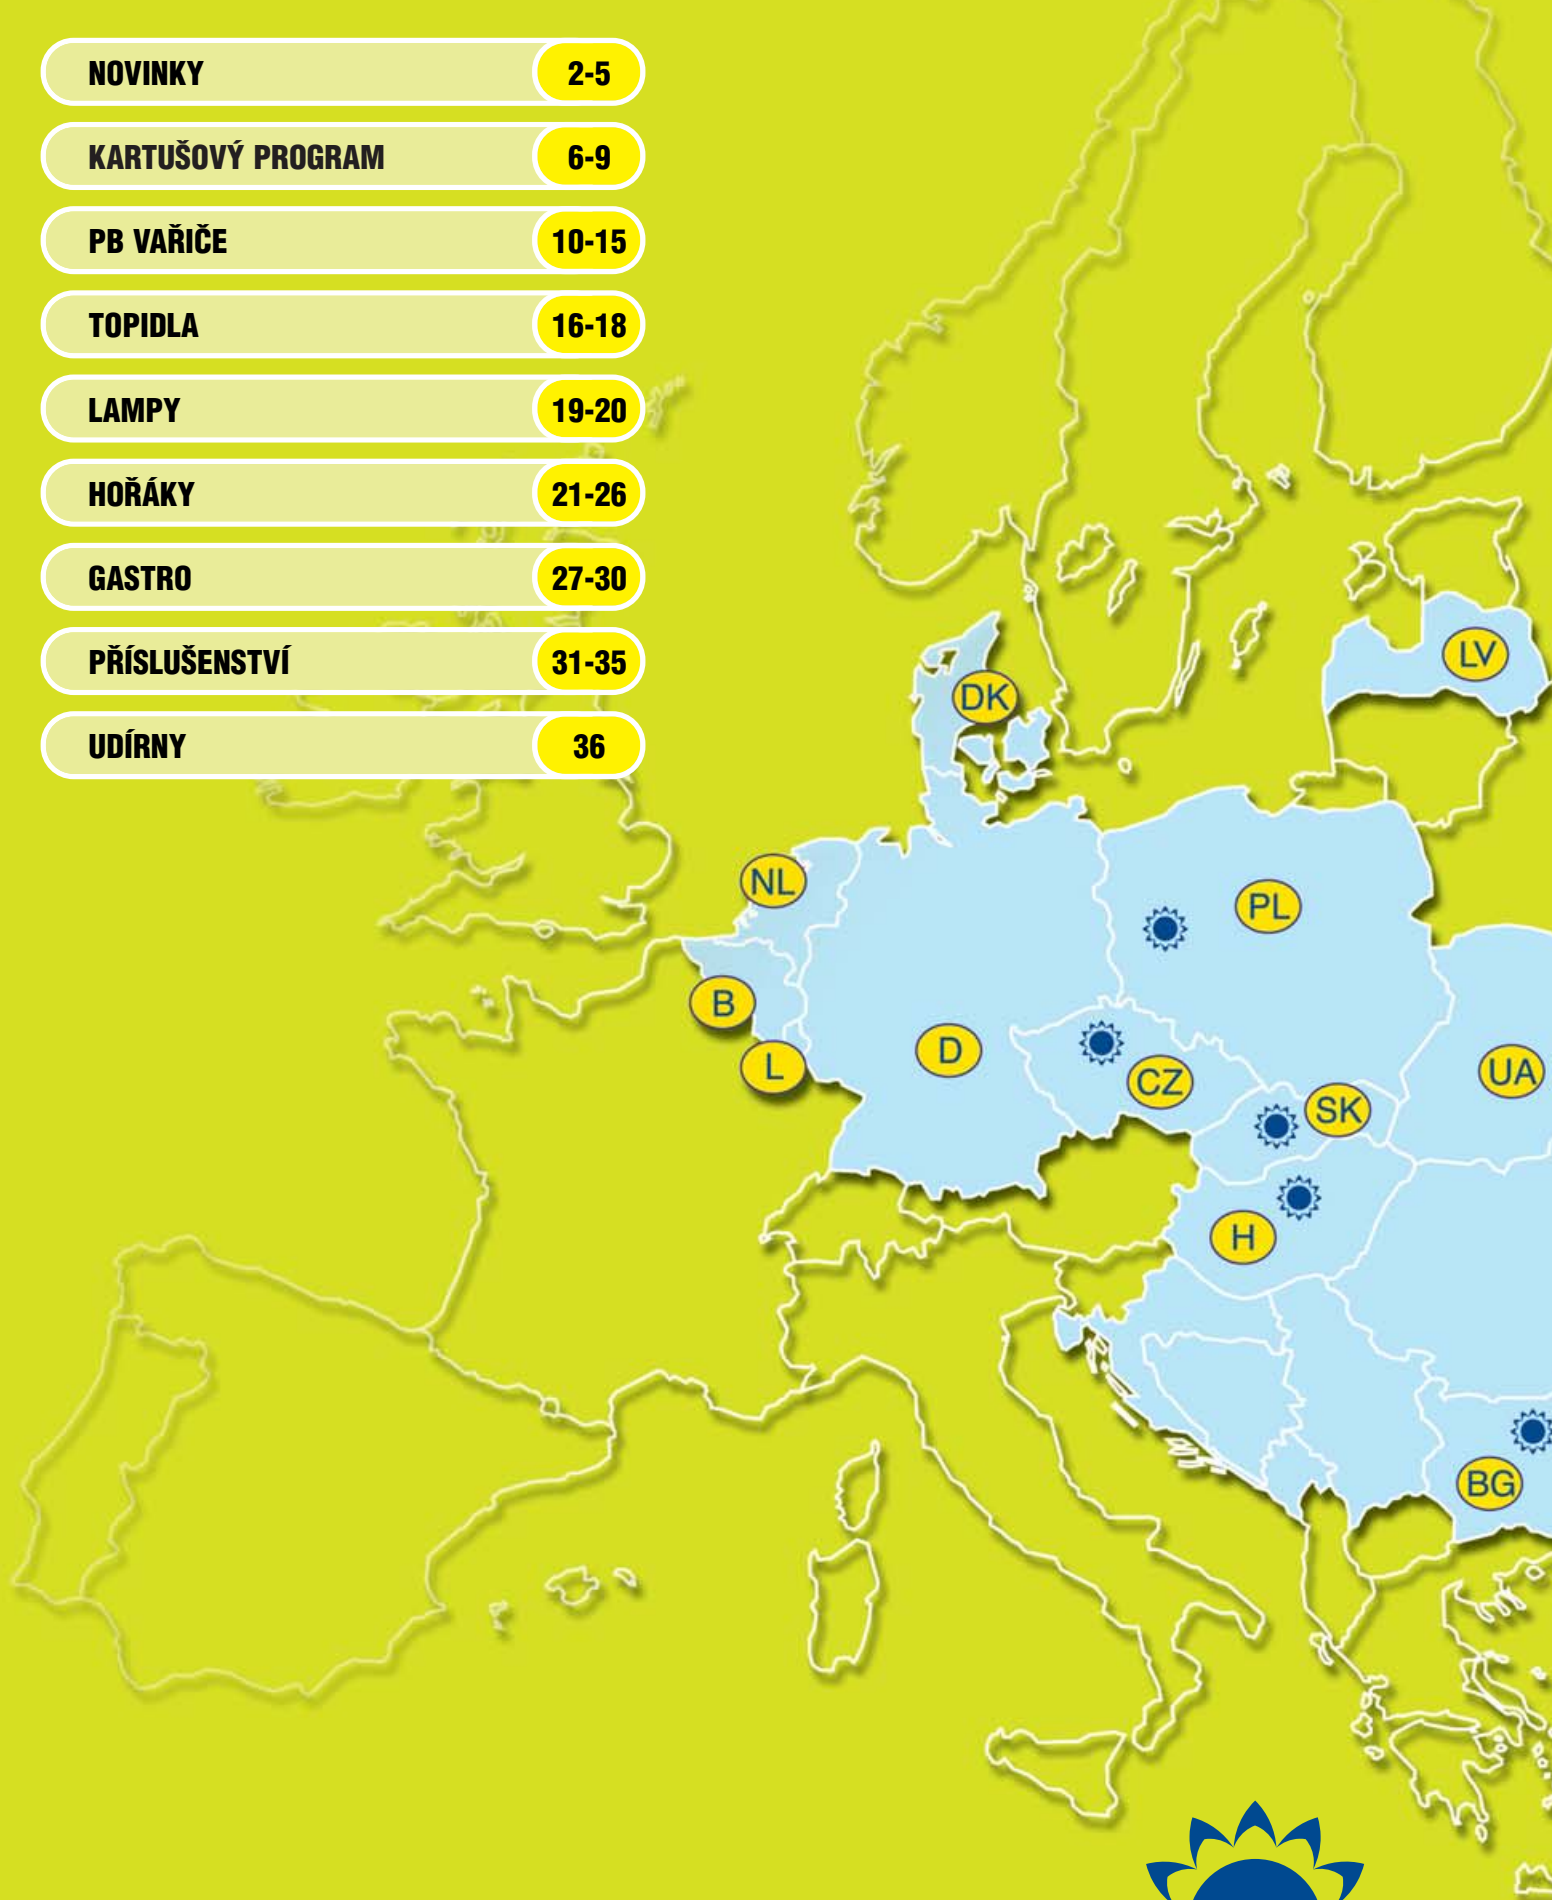 NOVINKY 2-5
KARTUŠOVÝ PROGRAM 6-9
PB VAŘIČE 10-15
TOPIDLA 16-18
LAMPY 19-20
HOŘÁKY 21-26
GASTRO 27-30
PŘÍSLUŠENSTVÍ 31-35
UDÍRNY 36
LV
DK
NL
PL
B
D
L
CZ
UA
SK
H
BG